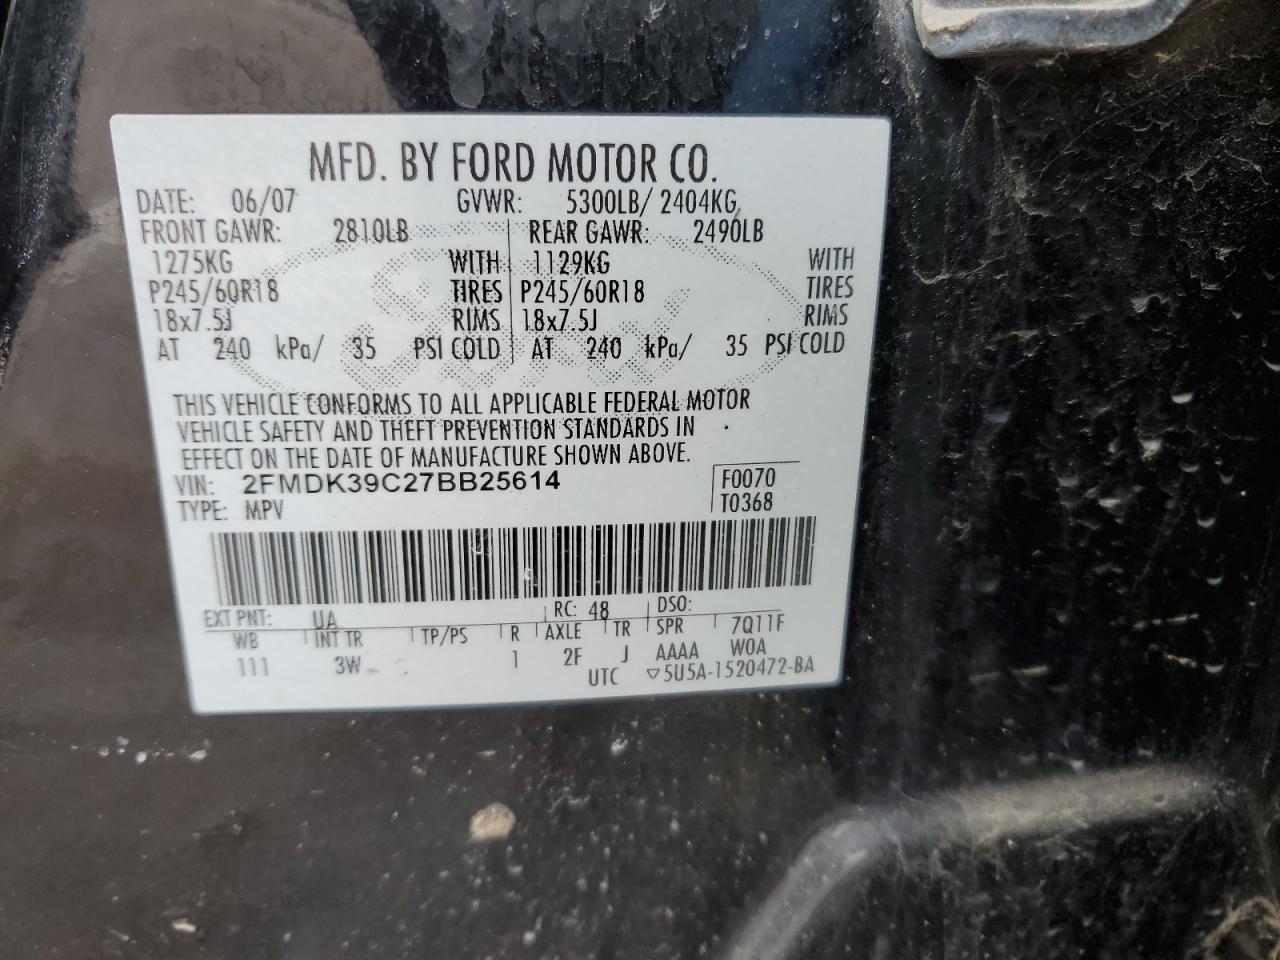 MFD. BY FORD MOTOR CO.
DATE: 06/07 GVWR: 5300LB/ 2404KG
FRONT GAWR: 2810LB REAR GAWR: 2490LB
1275KG WITH 1129KG WITH
P245/60R18 TIRES P245/60R18 TIRES
18x7.5J RIMS 18x7.5J RIMS
AT 240 kPa/ 35 PSI COLD AT 240 kPa/ 35 PSI COLD
THIS VEHICLE CONFORMS TO ALL APPLICABLE FEDERAL MOTOR
VEHICLE SAFETY AND THEFT PREVENTION STANDARDS IN
EFFECT ON THE DATE OF MANUFACTURE SHOWN ABOVE.
VIN: 2FMDK39C27BB25614 F0070
TYPE: MPV T0368
EXT PNT: UA RC: 48 DSO:
WB INT TR TP/PS R AXLE TR SPR 7Q11F
111 3W 1 2F J AAAA WOA
UTC ▽5U5A-1520472-BA